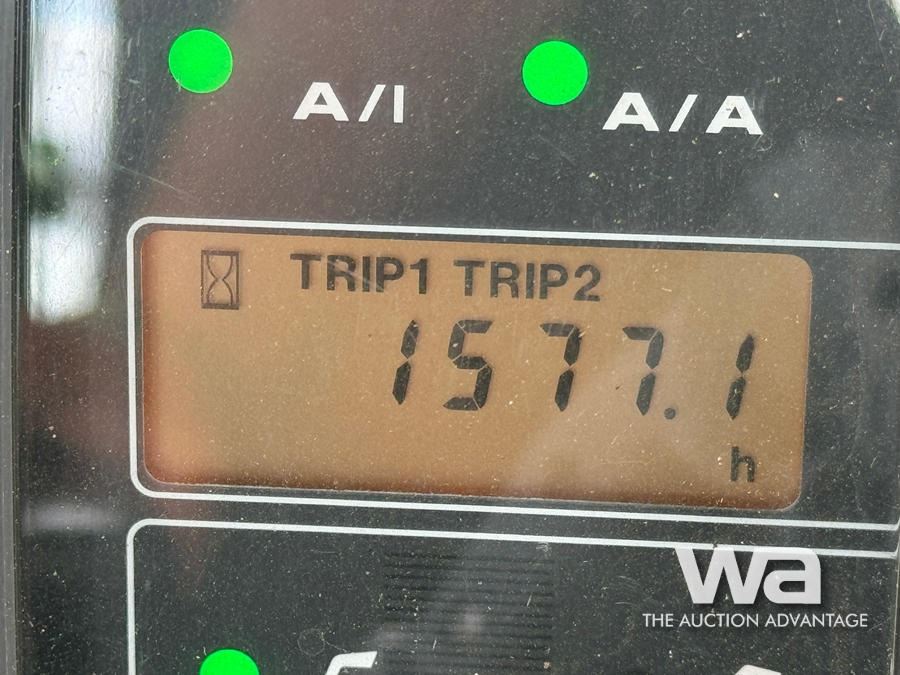 A/I A/A
TRIP1 TRIP2
1577.1
h
wa
THE AUCTION ADVANTAGE